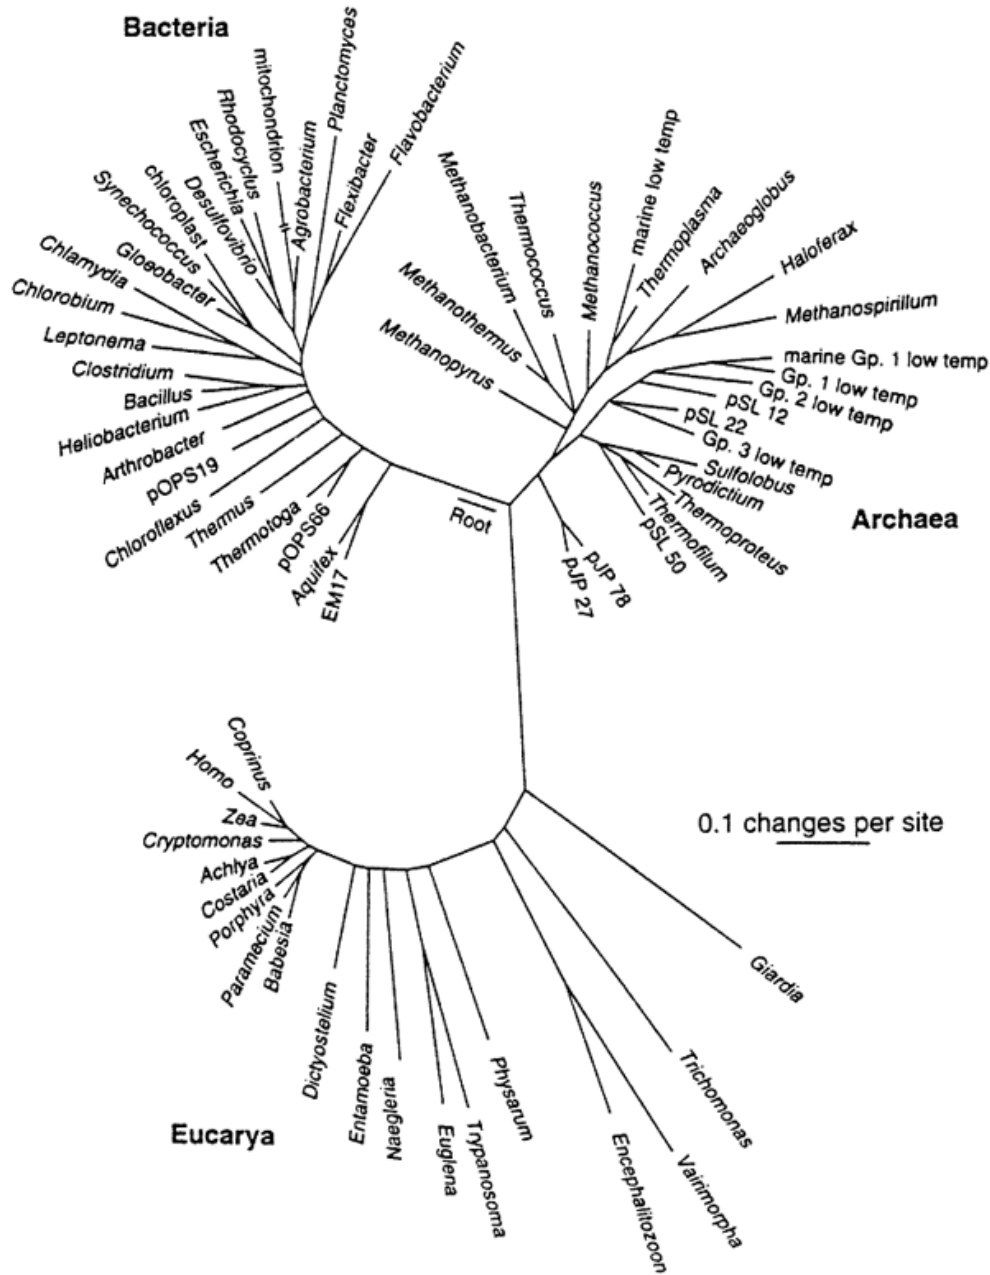 Bacteria
Planctomyces
Flavobacterium
mitochondrion
Rhodocyclus
Escherichia
Agrobacterium
Flexibacter
Desulfovibrio
chloroplast
Synechococcus
Gloeobacter
Chlamydia
Chlorobium
Leptonema
Clostridium
Bacillus
Heliobacterium
Arthrobacter
pOPS19
Chloroflexus
Thermus
Thermotoga
pOPS66
Aquifex
EM17
Root
Methanopyrus
Methanothermus
Methanobacterium
Thermococcus
Methanococcus
marine low temp
Thermoplasma
Archaeoglobus
Haloferax
Methanospirillum
marine Gp. 1 low temp
Gp. 1 low temp
Gp. 2 low temp
pSL 12
pSL 22
Gp. 3 low temp
Sulfolobus
Pyrodictium
Thermoproteus
Thermofilum
pSL 50
pJP 78
pJP 27
Archaea
Coprinus
Homo
Zea
Cryptomonas
Achlya
Costaria
Porphyra
Paramecium
Babesia
Dictyostelium
Entamoeba
Naegleria
Euglena
Trypanosoma
Physarum
Encephalitozoon
Vairimorpha
Trichomonas
Giardia
0.1 changes per site
Eucarya